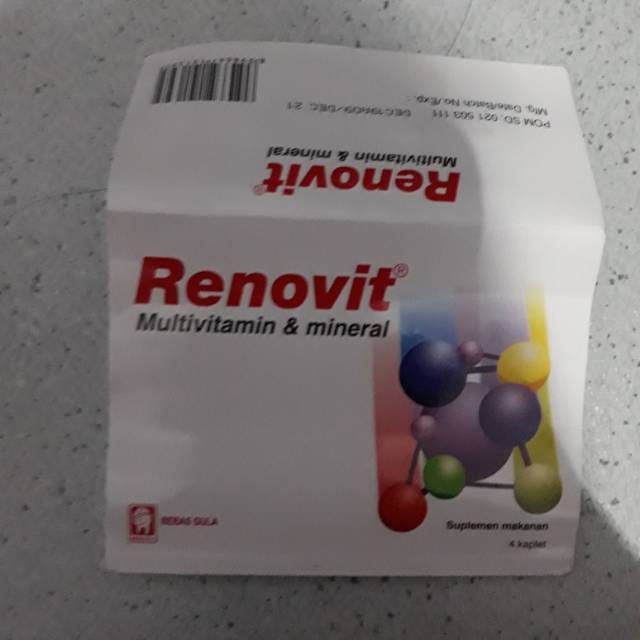 POM SD. 021 503 111 DEC19A09/DEC 21
Mfg. Date/Batch No./Exp. :
Renovit®
Multivitamin & mineral
Renovit®
Multivitamin & mineral
BEBAS GULA
Suplemen makanan
4 kaplet